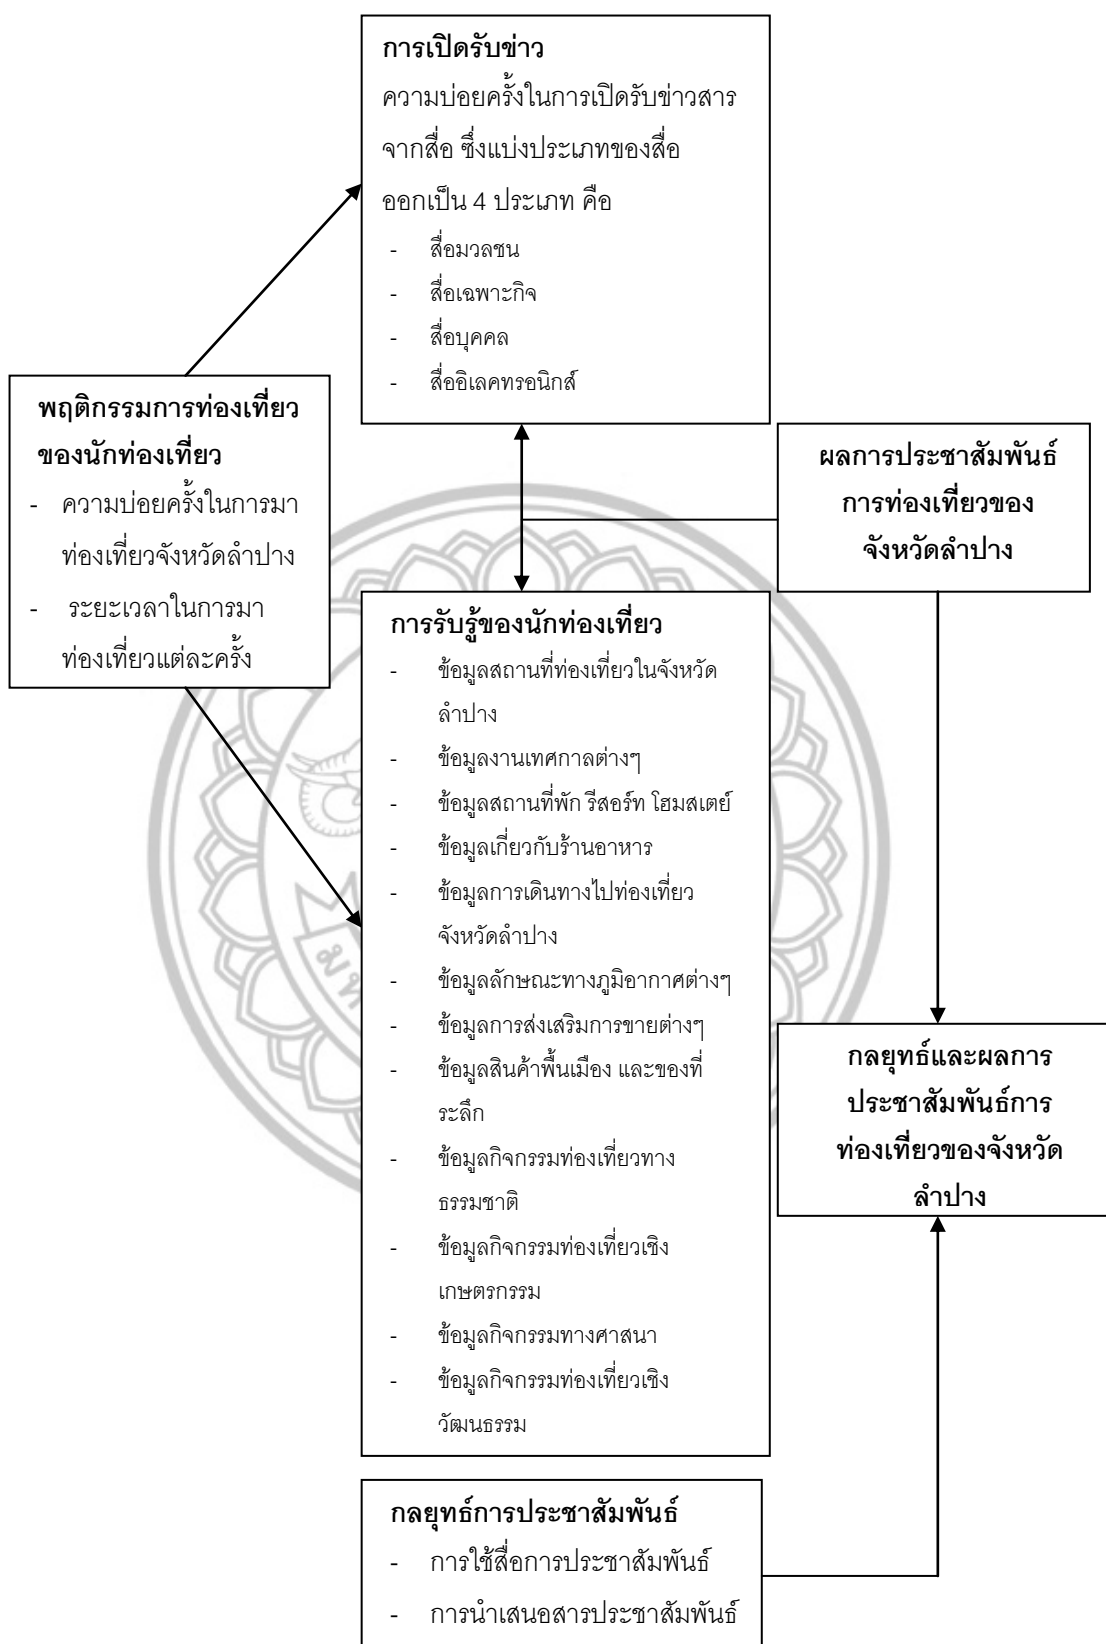 การเปิดรับข่าว
ความบ่อยครั้งในการเปิดรับข่าวสาร
จากสื่อ ซึ่งแบ่งประเภทของสื่อ
ออกเป็น 4 ประเภท คือ
- สื่อมวลชน
- สื่อเฉพาะกิจ
- สื่อบุคคล
- สื่ออิเลคทรอนิกส์
พฤติกรรมการท่องเที่ยว
ของนักท่องเที่ยว
- ความบ่อยครั้งในการมา
ท่องเที่ยวจังหวัดลำปาง
- ระยะเวลาในการมา
ท่องเที่ยวแต่ละครั้ง
ผลการประชาสัมพันธ์
การท่องเที่ยวของ
จังหวัดลำปาง
การรับรู้ของนักท่องเที่ยว
- ข้อมูลสถานที่ท่องเที่ยวในจังหวัด
ลำปาง
- ข้อมูลงานเทศกาลต่างๆ
- ข้อมูลสถานที่พัก รีสอร์ท โฮมสเตย์
- ข้อมูลเกี่ยวกับร้านอาหาร
- ข้อมูลการเดินทางไปท่องเที่ยว
จังหวัดลำปาง
- ข้อมูลลักษณะทางภูมิอากาศต่างๆ
- ข้อมูลการส่งเสริมการขายต่างๆ
- ข้อมูลสินค้าพื้นเมือง และของที่
ระลึก
- ข้อมูลกิจกรรมท่องเที่ยวทาง
ธรรมชาติ
- ข้อมูลกิจกรรมท่องเที่ยวเชิง
เกษตรกรรม
- ข้อมูลกิจกรรมทางศาสนา
- ข้อมูลกิจกรรมท่องเที่ยวเชิง
วัฒนธรรม
กลยุทธ์และผลการ
ประชาสัมพันธ์การ
ท่องเที่ยวของจังหวัด
ลำปาง
กลยุทธ์การประชาสัมพันธ์
- การใช้สื่อการประชาสัมพันธ์
- การนำเสนอสารประชาสัมพันธ์